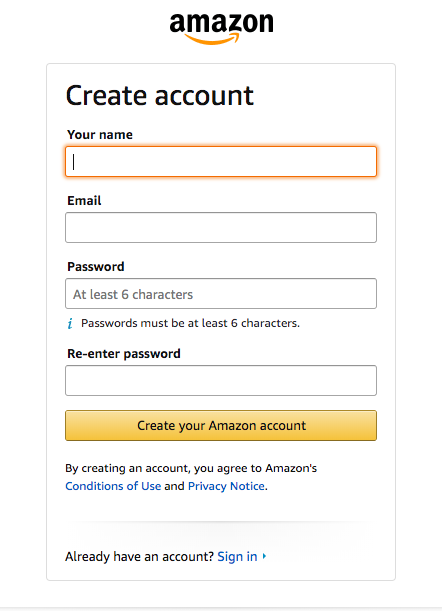 amazon
Create account
Your name
Email
Password
At least 6 characters
i Passwords must be at least 6 characters.
Re-enter password
Create your Amazon account
By creating an account, you agree to Amazon's
Conditions of Use and Privacy Notice.
Already have an account? Sign in